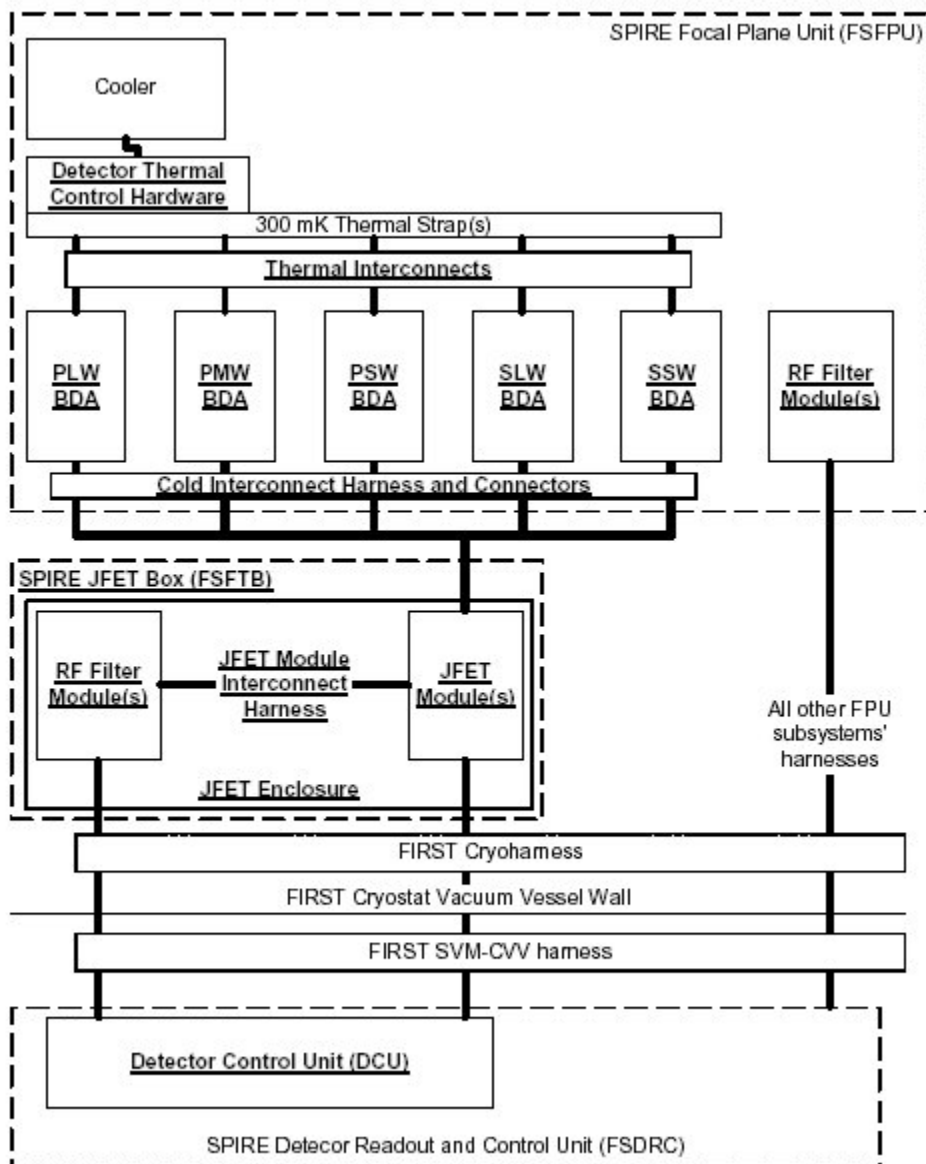 SPIRE Focal Plane Unit (FSFPU)
Cooler
Detector Thermal
Control Hardware
300 mK Thermal Strap(s)
Thermal Interconnects
PLW
BDA
PMW
BDA
PSW
BDA
SLW
BDA
SSW
BDA
RF Filter
Module(s)
Cold Interconnect Harness and Connectors
SPIRE JFET Box (FSFTB)
RF Filter
Module(s)
JFET Module
Interconnect
Harness
JFET
Module(s)
JFET Enclosure
All other FPU
subsystems'
harnesses
FIRST Cryoharness
FIRST Cryostat Vacuum Vessel Wall
FIRST SVM-CVV harness
Detector Control Unit (DCU)
SPIRE Detecor Readout and Control Unit (FSDRC)